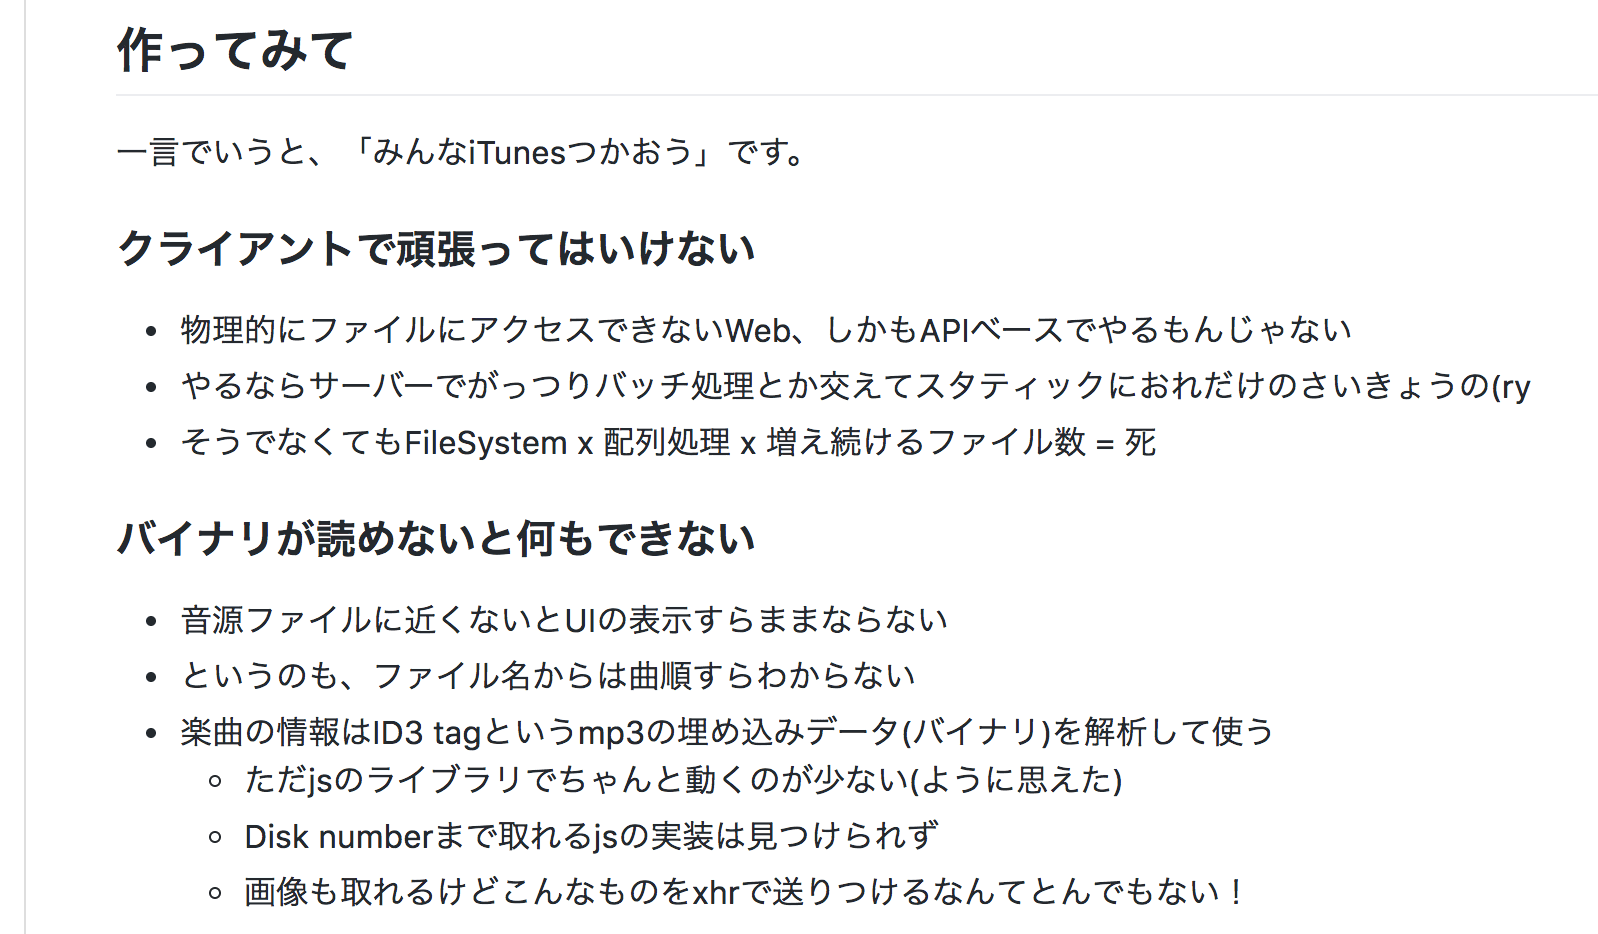 作ってみて
一言でいうと、「みんなiTunesつかおう」です。
クライアントで頑張ってはいけない
物理的にファイルにアクセスできないWeb、しかもAPIベースでやるもんじゃない
やるならサーバーでがっつりバッチ処理とか交えてスタティックにおれだけのさいきょうの(ry
そうでなくてもFileSystem x 配列処理 x 増え続けるファイル数 = 死
バイナリが読めないと何もできない
音源ファイルに近くないとUIの表示すらままならない
というのも、ファイル名からは曲順すらわからない
楽曲の情報はID3 tagというmp3の埋め込みデータ(バイナリ)を解析して使う
ただjsのライブラリでちゃんと動くのが少ない(ように思えた)
Disk numberまで取れるjsの実装は見つけられず
画像も取れるけどこんなものをxhrで送りつけるなんてとんでもない！